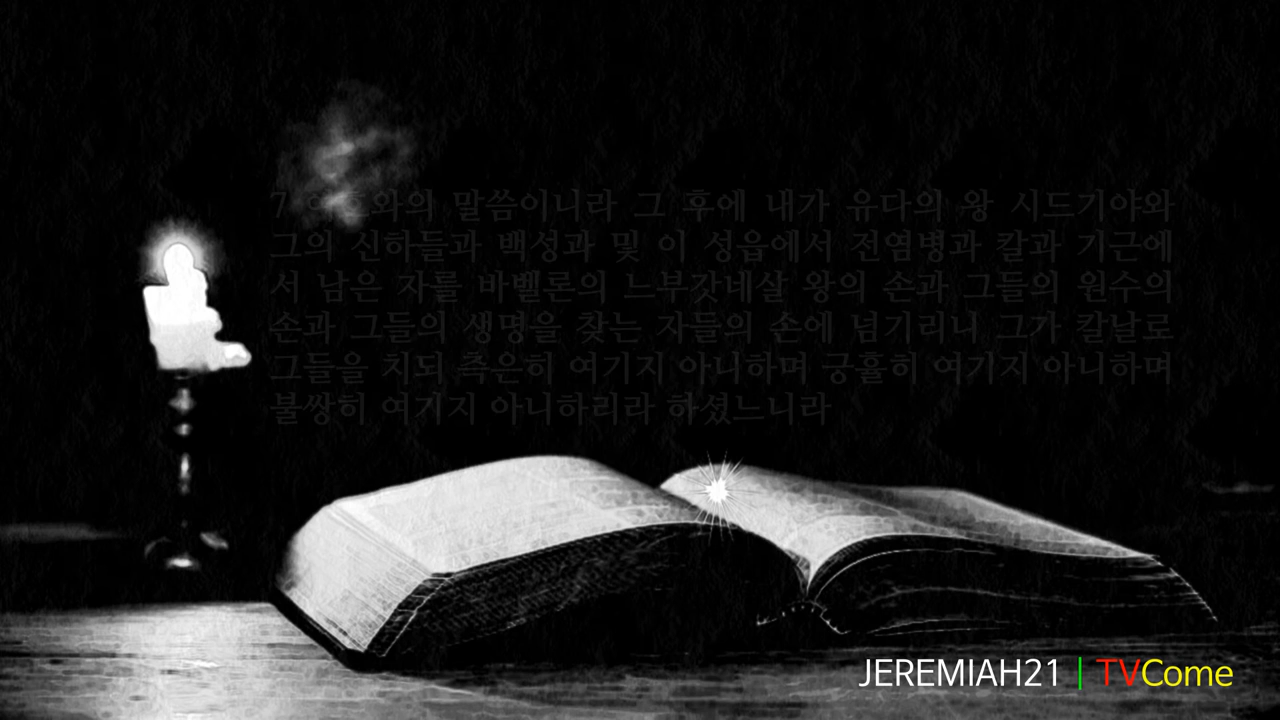 7 여호와의 말씀이니라 그 후에 내가 유다의 왕 시드기야와
그의 신하들과 백성과 및 이 성읍에서 전염병과 칼과 기근에
서 남은 자를 바벨론의 느부갓네살 왕의 손과 그들의 원수의
손과 그들의 생명을 찾는 자들의 손에 넘기리니 그가 칼날로
그들을 치되 측은히 여기지 아니하며 긍휼히 여기지 아니하며
불쌍히 여기지 아니하리라 하셨느니라
JEREMIAH21 | TVCome